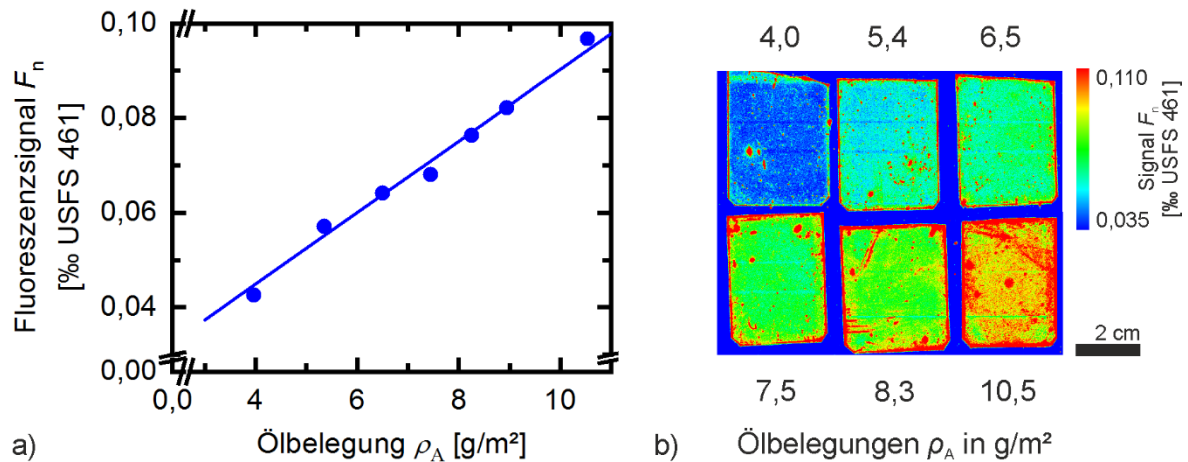 Fluoreszenzsignal Fn
[‰ USFS 461]
0,10
0,08
0,06
0,04
0,00
0,0 4 6 8 10
Ölbelegung ρA [g/m²]
a)
4,0 5,4 6,5
0,110
Signal Fn
[‰ USFS 461]
0,035
2 cm
7,5 8,3 10,5
b) Ölbelegungen ρA in g/m²